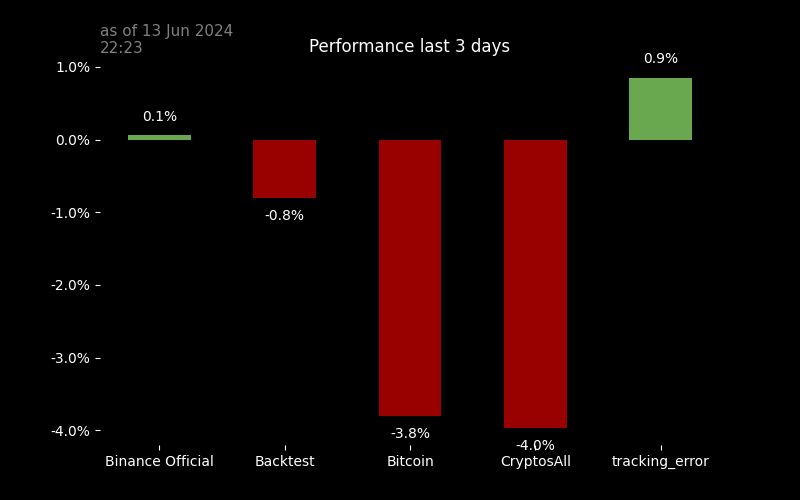 as of 13 Jun 2024
22:23
Performance last 3 days
1.0%
0.0%
-1.0%
-2.0%
-3.0%
-4.0%
0.1%
-0.8%
-3.8%
-4.0%
0.9%
Binance Official
Backtest
Bitcoin
CryptosAll
tracking_error